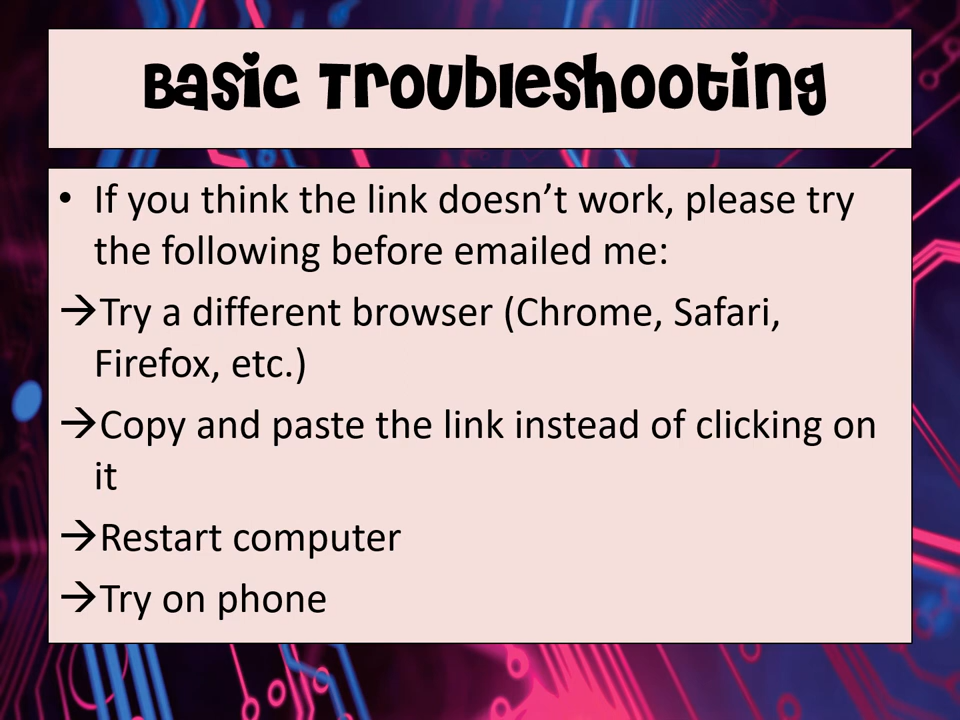 Basic Troubleshooting
• If you think the link doesn’t work, please try
the following before emailed me:
→Try a different browser (Chrome, Safari,
Firefox, etc.)
→Copy and paste the link instead of clicking on
it
→Restart computer
→Try on phone